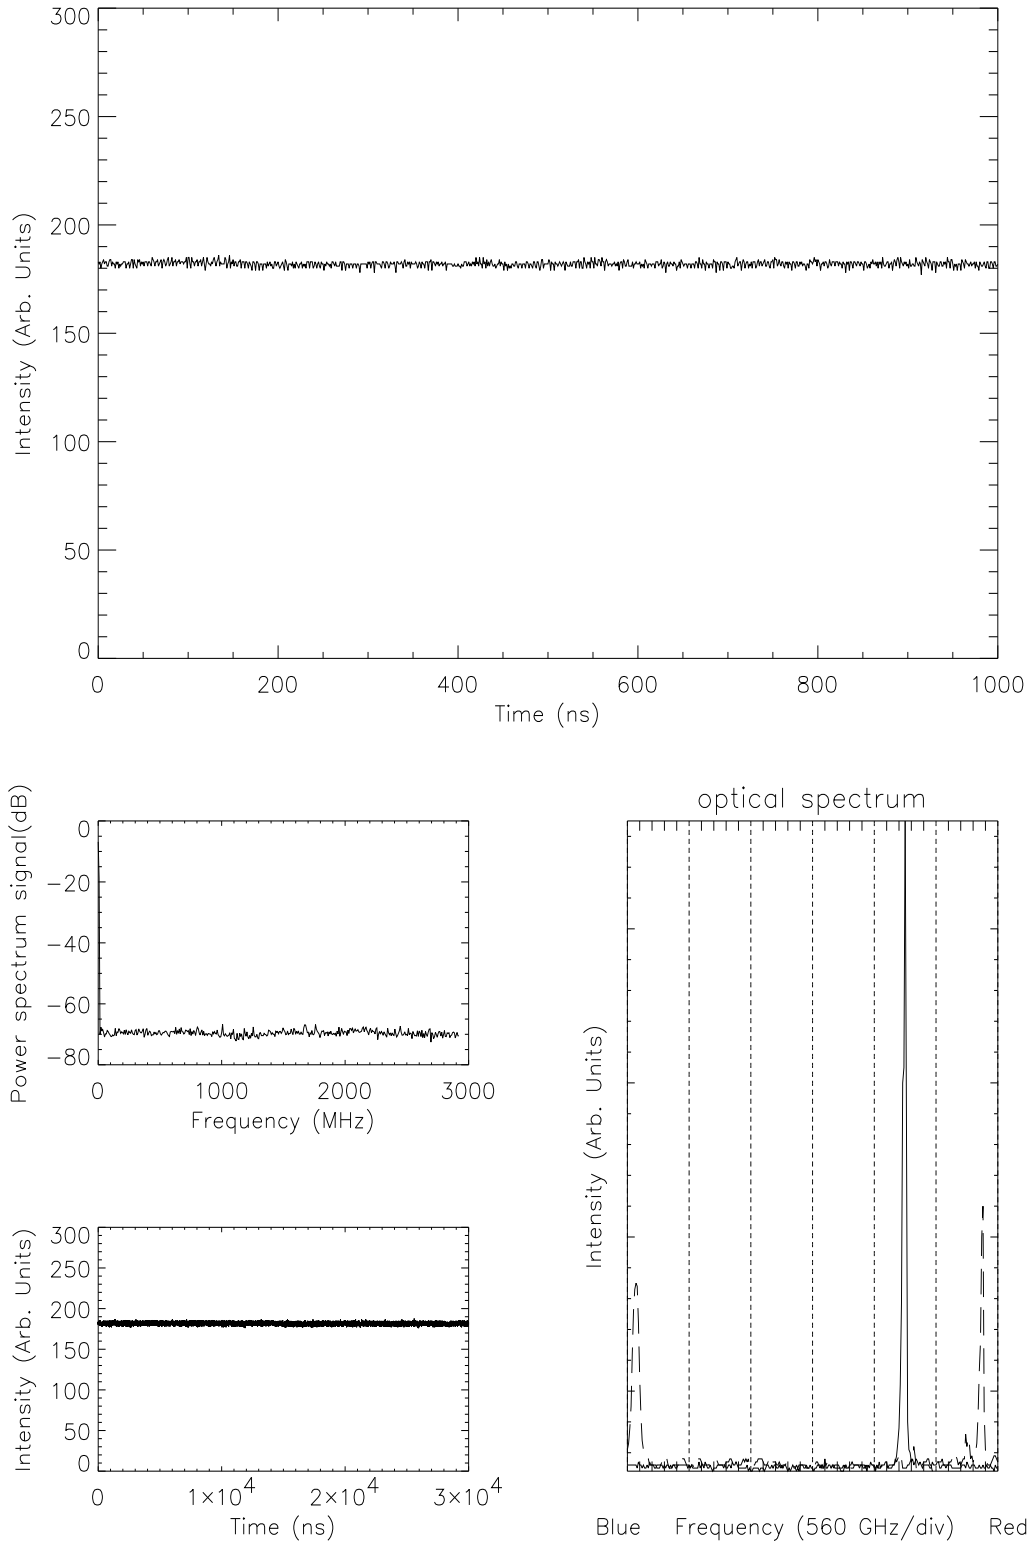 300
250
200
150
100
50
0
Intensity (Arb. Units)
0 200 400 600 800 1000
Time (ns)
Power spectrum signal(dB)
0
−20
−40
−60
−80
0 1000 2000 3000
Frequency (MHz)
Intensity (Arb. Units)
300
250
200
150
100
50
0
0 1×10⁴ 2×10⁴ 3×10⁴
Time (ns)
optical spectrum
Intensity (Arb. Units)
Blue Frequency (560 GHz/div) Red